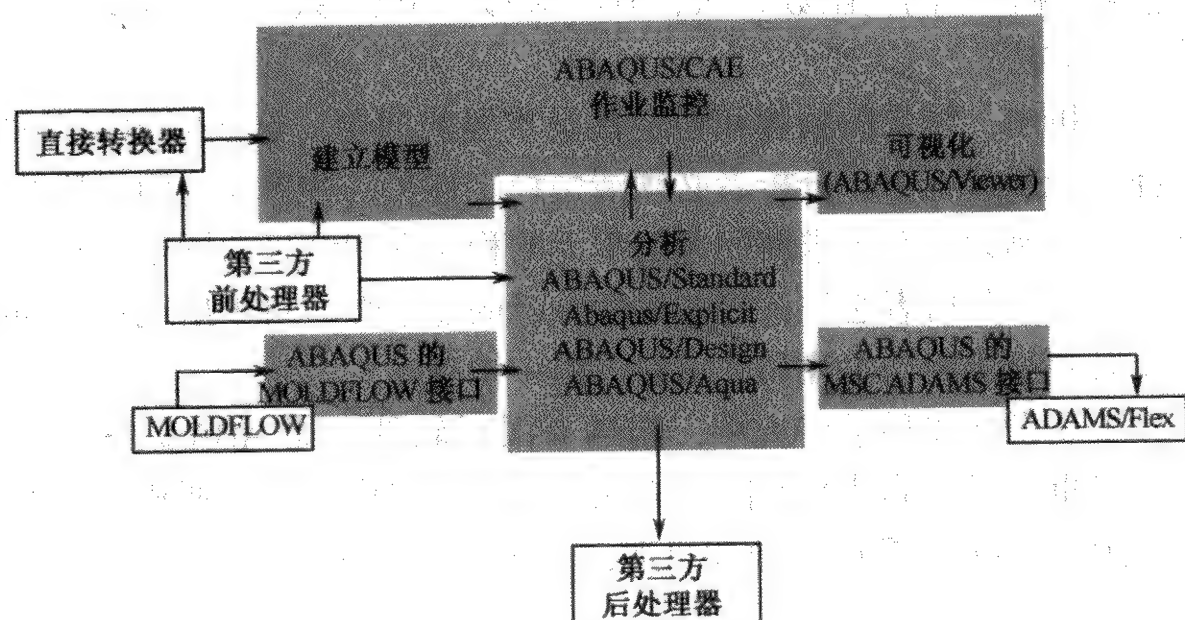 ABAQUS/CAE
作业监控
直接转换器
建立模型
可视化
(ABAQUS/Viewer)
第三方
前处理器
分析
ABAQUS/Standard
Abaqus/Explicit
ABAQUS/Design
ABAQUS/Aqua
ABAQUS 的
MOLDFLOW 接口
ABAQUS 的
MSC.ADAMS 接口
MOLDFLOW
ADAMS/Flex
第三方
后处理器